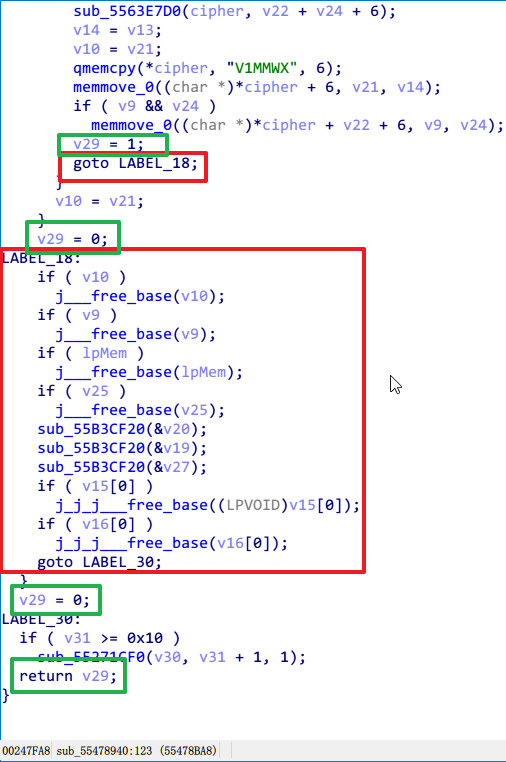 sub_5563E7D0(cipher, v22 + v24 + 6);
v14 = v13;
v10 = v21;
qmemcpy(*cipher, "V1MMWX", 6);
memmove_0((char *)*cipher + 6, v21, v14);
if ( v9 && v24 )
memmove_0((char *)*cipher + v22 + 6, v9, v24);
v29 = 1;
goto LABEL_18;
}
v10 = v21;
}
v29 = 0;
LABEL_18:
if ( v10 )
j___free_base(v10);
if ( v9 )
j___free_base(v9);
if ( lpMem )
j___free_base(lpMem);
if ( v25 )
j___free_base(v25);
sub_55B3CF20(&v20);
sub_55B3CF20(&v19);
sub_55B3CF20(&v27);
if ( v15[0] )
j_j_j___free_base((LPVOID)v15[0]);
if ( v16[0] )
j_j_j___free_base(v16[0]);
goto LABEL_30;
}
v29 = 0;
LABEL_30:
if ( v31 >= 0x10 )
sub_55271CF0(v30, v31 + 1, 1);
return v29;
}
00247FA8 sub_55478940:123 (55478BA8)